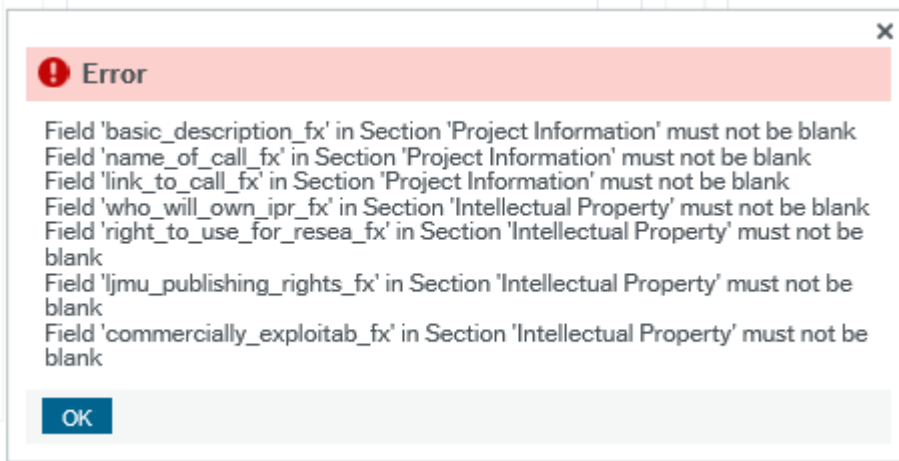 Error
Field 'basic_description_fx' in Section 'Project Information' must not be blank
Field 'name_of_call_fx' in Section 'Project Information' must not be blank
Field 'link_to_call_fx' in Section 'Project Information' must not be blank
Field 'who_will_own_ipr_fx' in Section 'Intellectual Property' must not be blank
Field 'right_to_use_for_resea_fx' in Section 'Intellectual Property' must not be
blank
Field 'ljmu_publishing_rights_fx' in Section 'Intellectual Property' must not be
blank
Field 'commercially_exploitab_fx' in Section 'Intellectual Property' must not be
blank
OK